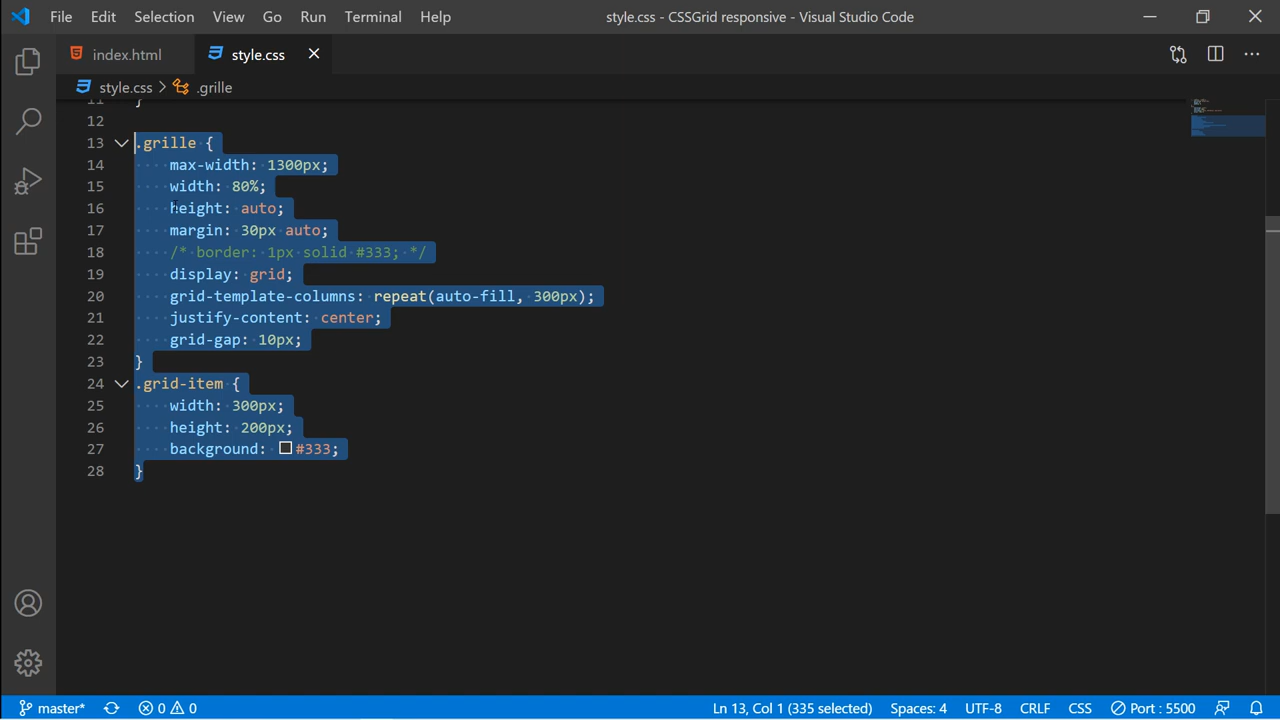 File Edit Selection View Go Run Terminal Help style.css - CSSGrid responsive - Visual Studio Code
index.html style.css
style.css > .grille
11 }
12
13 .grille {
14 max-width: 1300px;
15 width: 80%;
16 height: auto;
17 margin: 30px auto;
18 /* border: 1px solid #333; */
19 display: grid;
20 grid-template-columns: repeat(auto-fill, 300px);
21 justify-content: center;
22 grid-gap: 10px;
23 }
24 .grid-item {
25 width: 300px;
26 height: 200px;
27 background: #333;
28 }
master* 0 0 Ln 13, Col 1 (335 selected) Spaces: 4 UTF-8 CRLF CSS Port : 5500